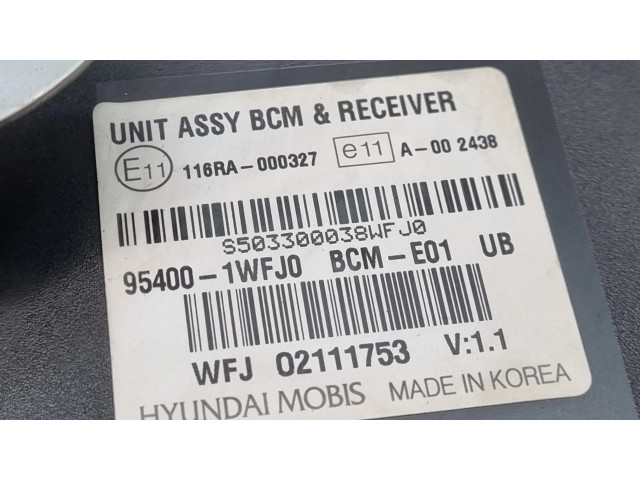 UNIT ASSY BCM & RECEIVER
E11 116RA-000327 e11 A-00 2438
S503300038WFJ0
95400-1WFJ0 BCM-E01 UB
WFJ 02111753 V:1.1
HYUNDAI MOBIS MADE IN KOREA